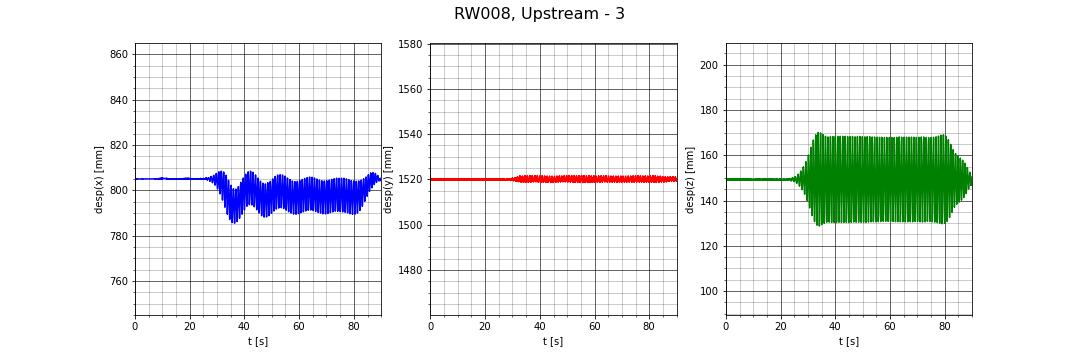 RW008, Upstream - 3
desp(x) [mm]
860
840
820
800
780
760
0 20 40 60 80
t [s]
desp(y) [mm]
1580
1560
1540
1520
1500
1480
0 20 40 60 80
t [s]
desp(z) [mm]
200
180
160
140
120
100
0 20 40 60 80
t [s]